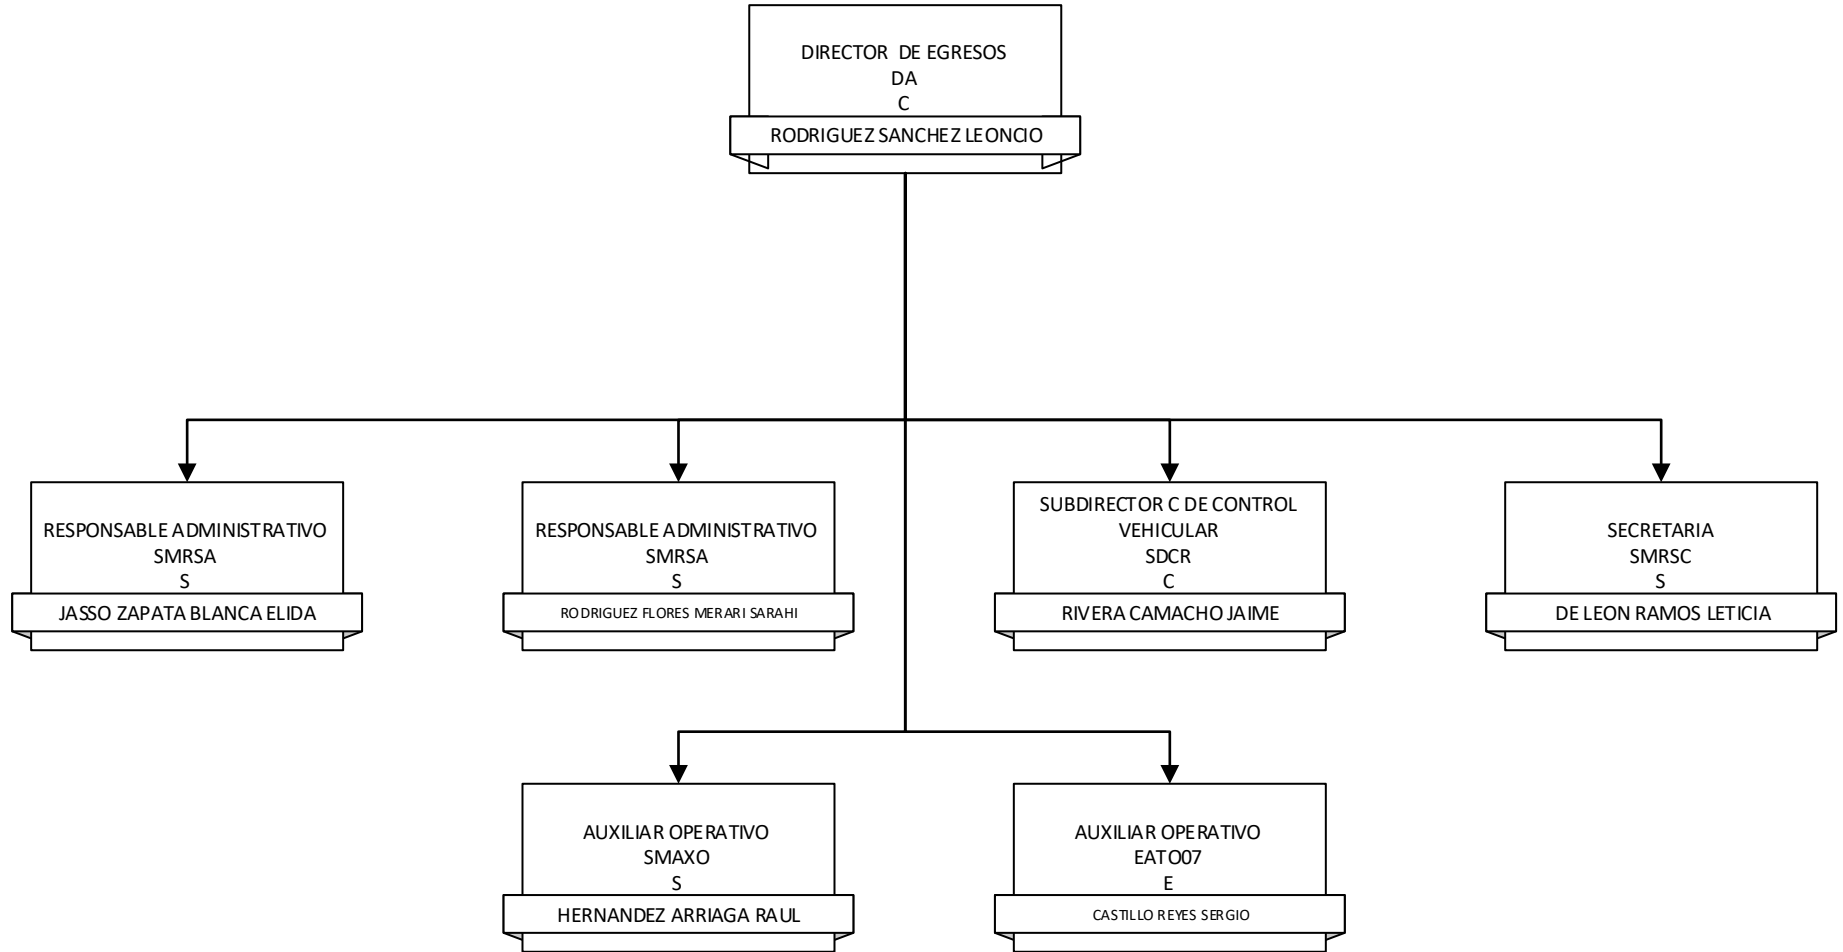 DIRECTOR DE EGRESOS
DA
C
RODRIGUEZ SANCHEZ LEONCIO
RESPONSABLE ADMINISTRATIVO
SMRSA
S
JASSO ZAPATA BLANCA ELIDA
RESPONSABLE ADMINISTRATIVO
SMRSA
S
RODRIGUEZ FLORES MERARI SARAHI
SUBDIRECTOR C DE CONTROL
VEHICULAR
SDCR
C
RIVERA CAMACHO JAIME
SECRETARIA
SMRSC
S
DE LEON RAMOS LETICIA
AUXILIAR OPERATIVO
SMAXO
S
HERNANDEZ ARRIAGA RAUL
AUXILIAR OPERATIVO
EATO07
E
CASTILLO REYES SERGIO